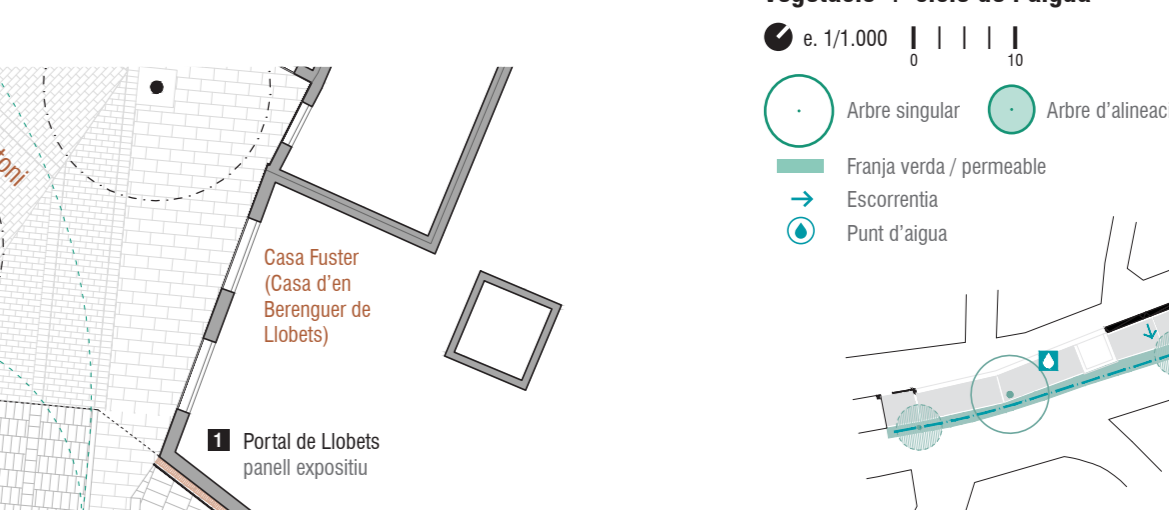 e. 1/1.000
0 10
Arbre singular
Franja verda / permeable
Escorrentia
Punt d'aigua
Casa Fuster
(Casa d'en
Berenguer de
Llobets)
1 Portal de Llobets
panell expositiu